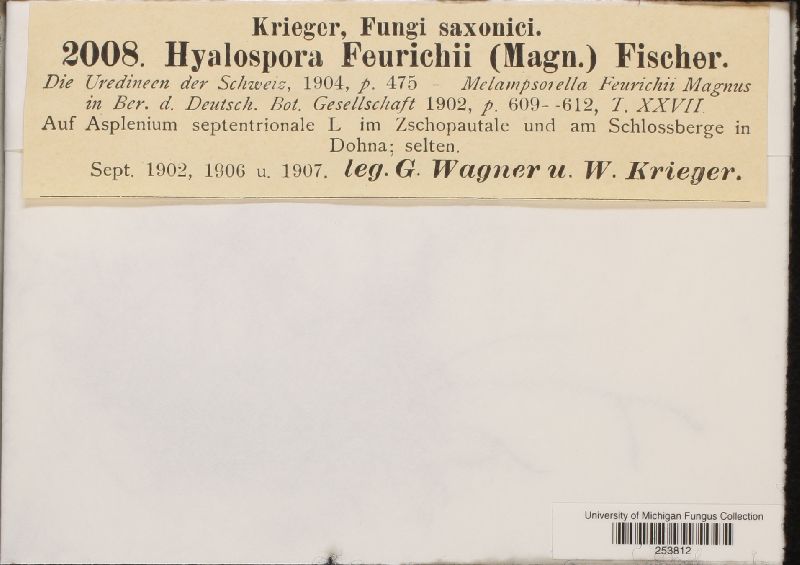 Krieger, Fungi saxonici.
2008. Hyalospora Feurichii (Magn.) Fischer.
Die Uredineen der Schweiz, 1904, p. 475 – Melampsorella Feurichii Magnus
in Ber. d. Deutsch. Bot. Gesellschaft 1902, p. 609--612, T. XXVII.
Auf Asplenium septentrionale L im Zschopautale und am Schlossberge in
Dohna; selten.
Sept. 1902, 1906 u. 1907. leg. G. Wagner u. W. Krieger.
University of Michigan Fungus Collection
253812